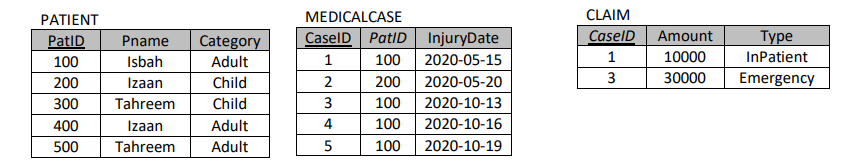 PATIENT
PatID Pname Category
100 Isbah Adult
200 Izaan Child
300 Tahreem Child
400 Izaan Adult
500 Tahreem Adult
MEDICALCASE
CaseID PatID InjuryDate
1 100 2020-05-15
2 200 2020-05-20
3 100 2020-10-13
4 100 2020-10-16
5 100 2020-10-19
CLAIM
CaseID Amount Type
1 10000 InPatient
3 30000 Emergency